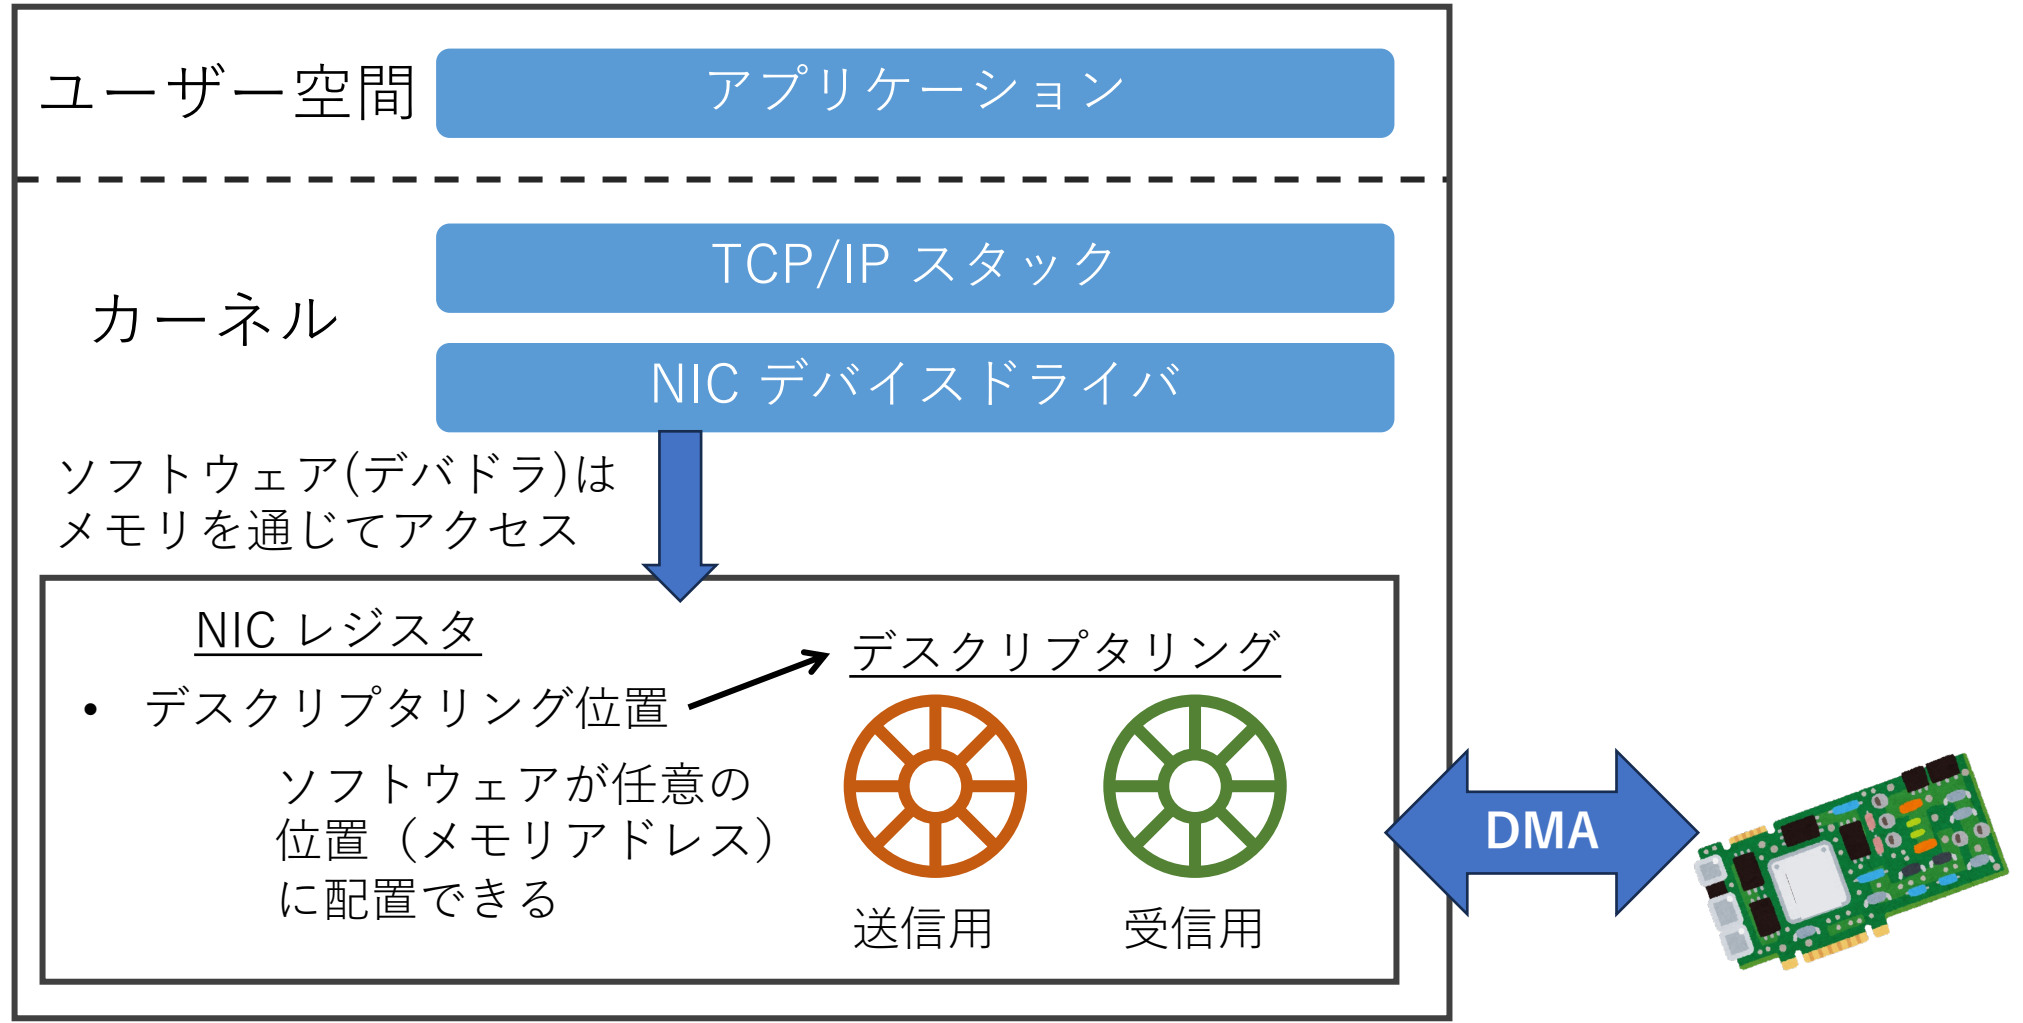 ユーザー空間
アプリケーション
TCP/IP スタック
カーネル
NIC デバイスドライバ
ソフトウェア(デバドラ)は
メモリを通じてアクセス
NIC レジスタ
デスクリプタリング
• デスクリプタリング位置
ソフトウェアが任意の
位置（メモリアドレス）
に配置できる
送信用
受信用
DMA